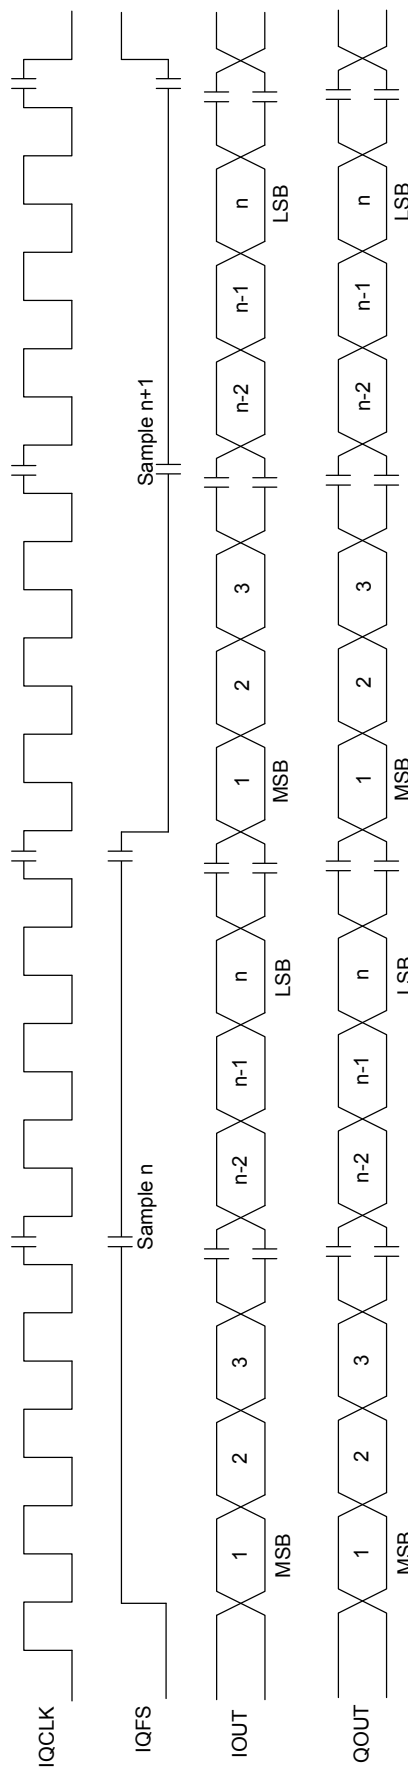 IQCLK
IQFS
Sample n
Sample n+1
IOUT
1
2
3
n-2
n-1
n
1
2
3
n-2
n-1
n
MSB
LSB
MSB
LSB
QOUT
1
2
3
n-2
n-1
n
1
2
3
n-2
n-1
n
MSB
LSB
MSB
LSB